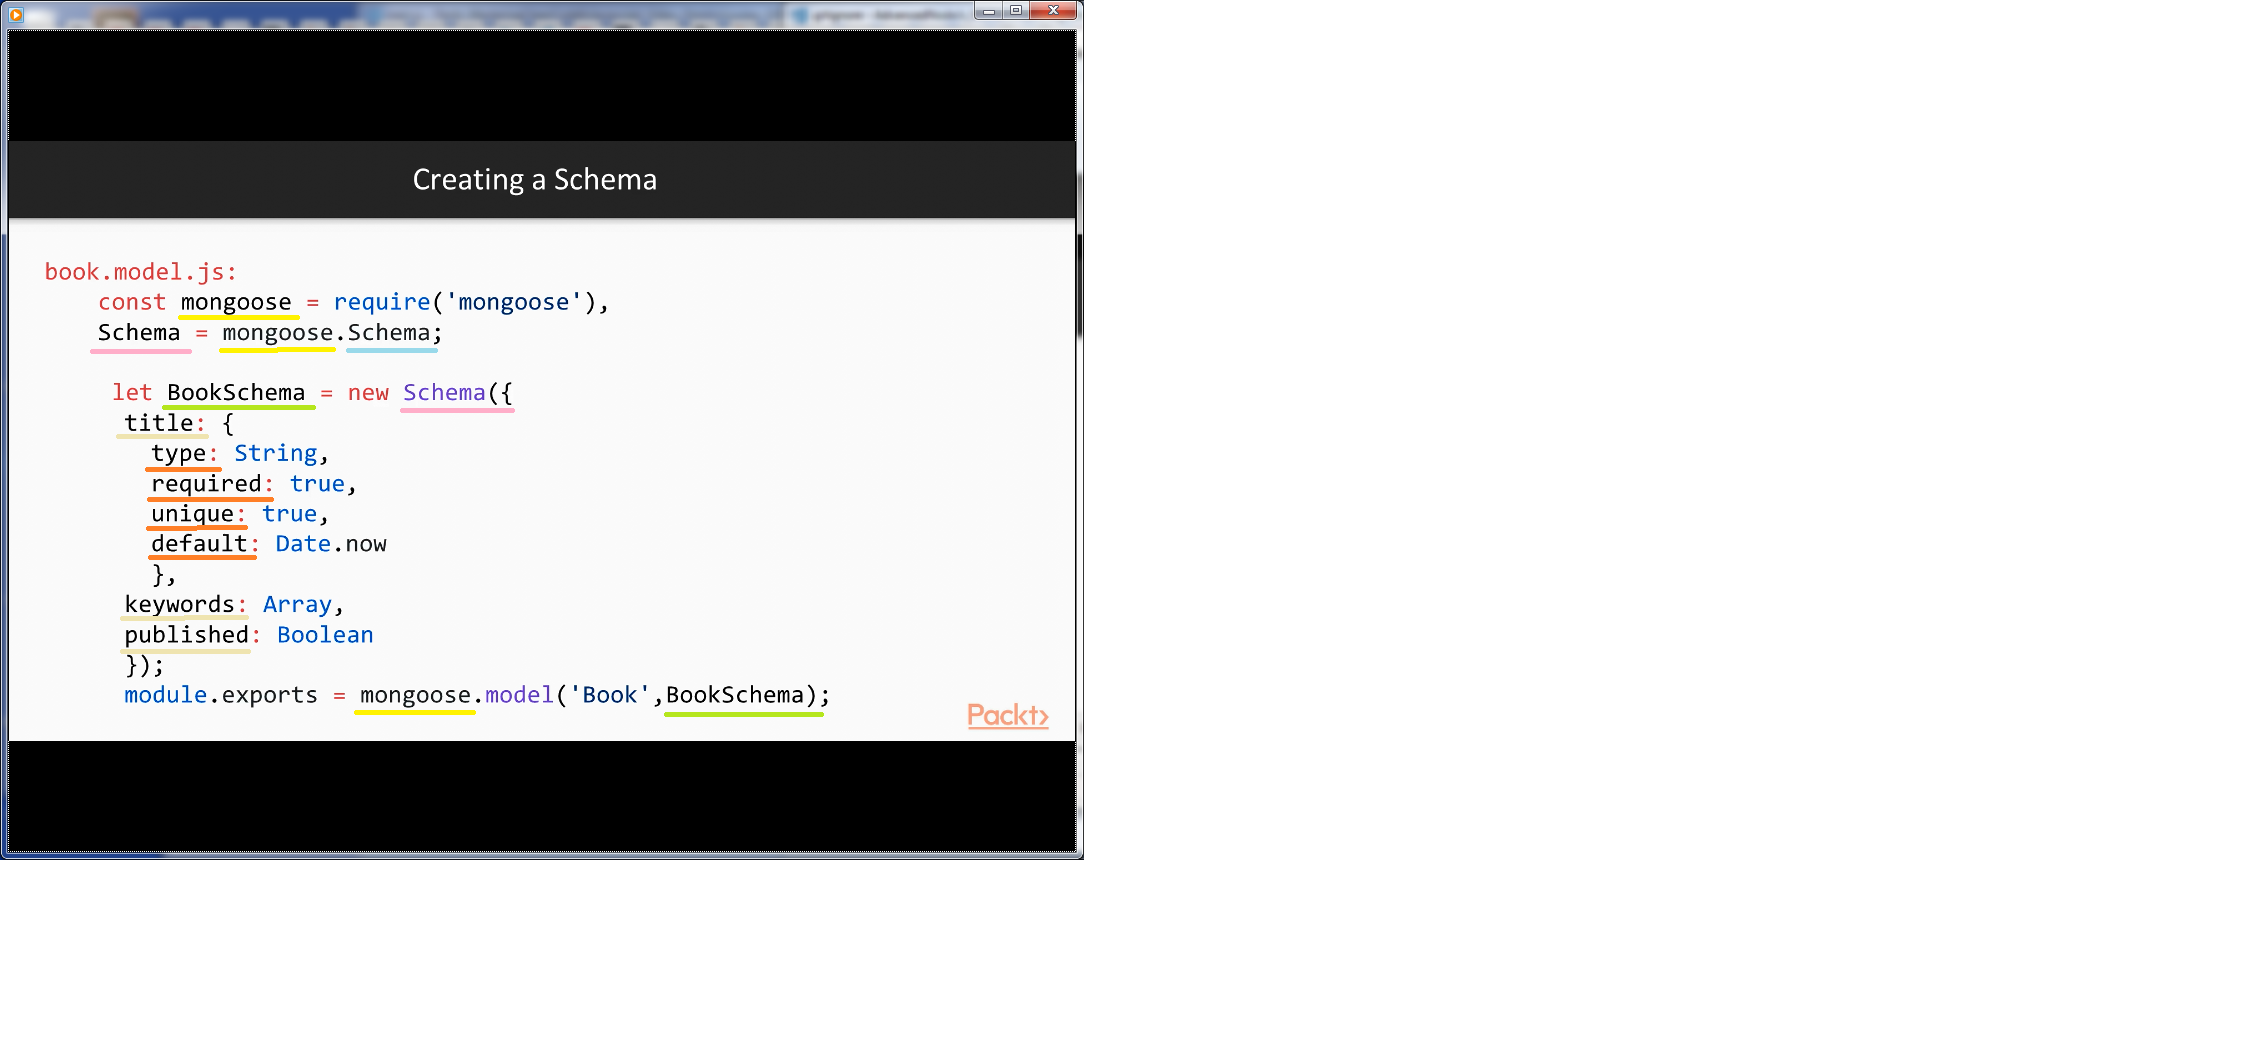 Creating a Schema
book.model.js:
const mongoose = require('mongoose'),
Schema = mongoose.Schema;
let BookSchema = new Schema({
title: {
type: String,
required: true,
unique: true,
default: Date.now
},
keywords: Array,
published: Boolean
});
module.exports = mongoose.model('Book',BookSchema);
Packt>